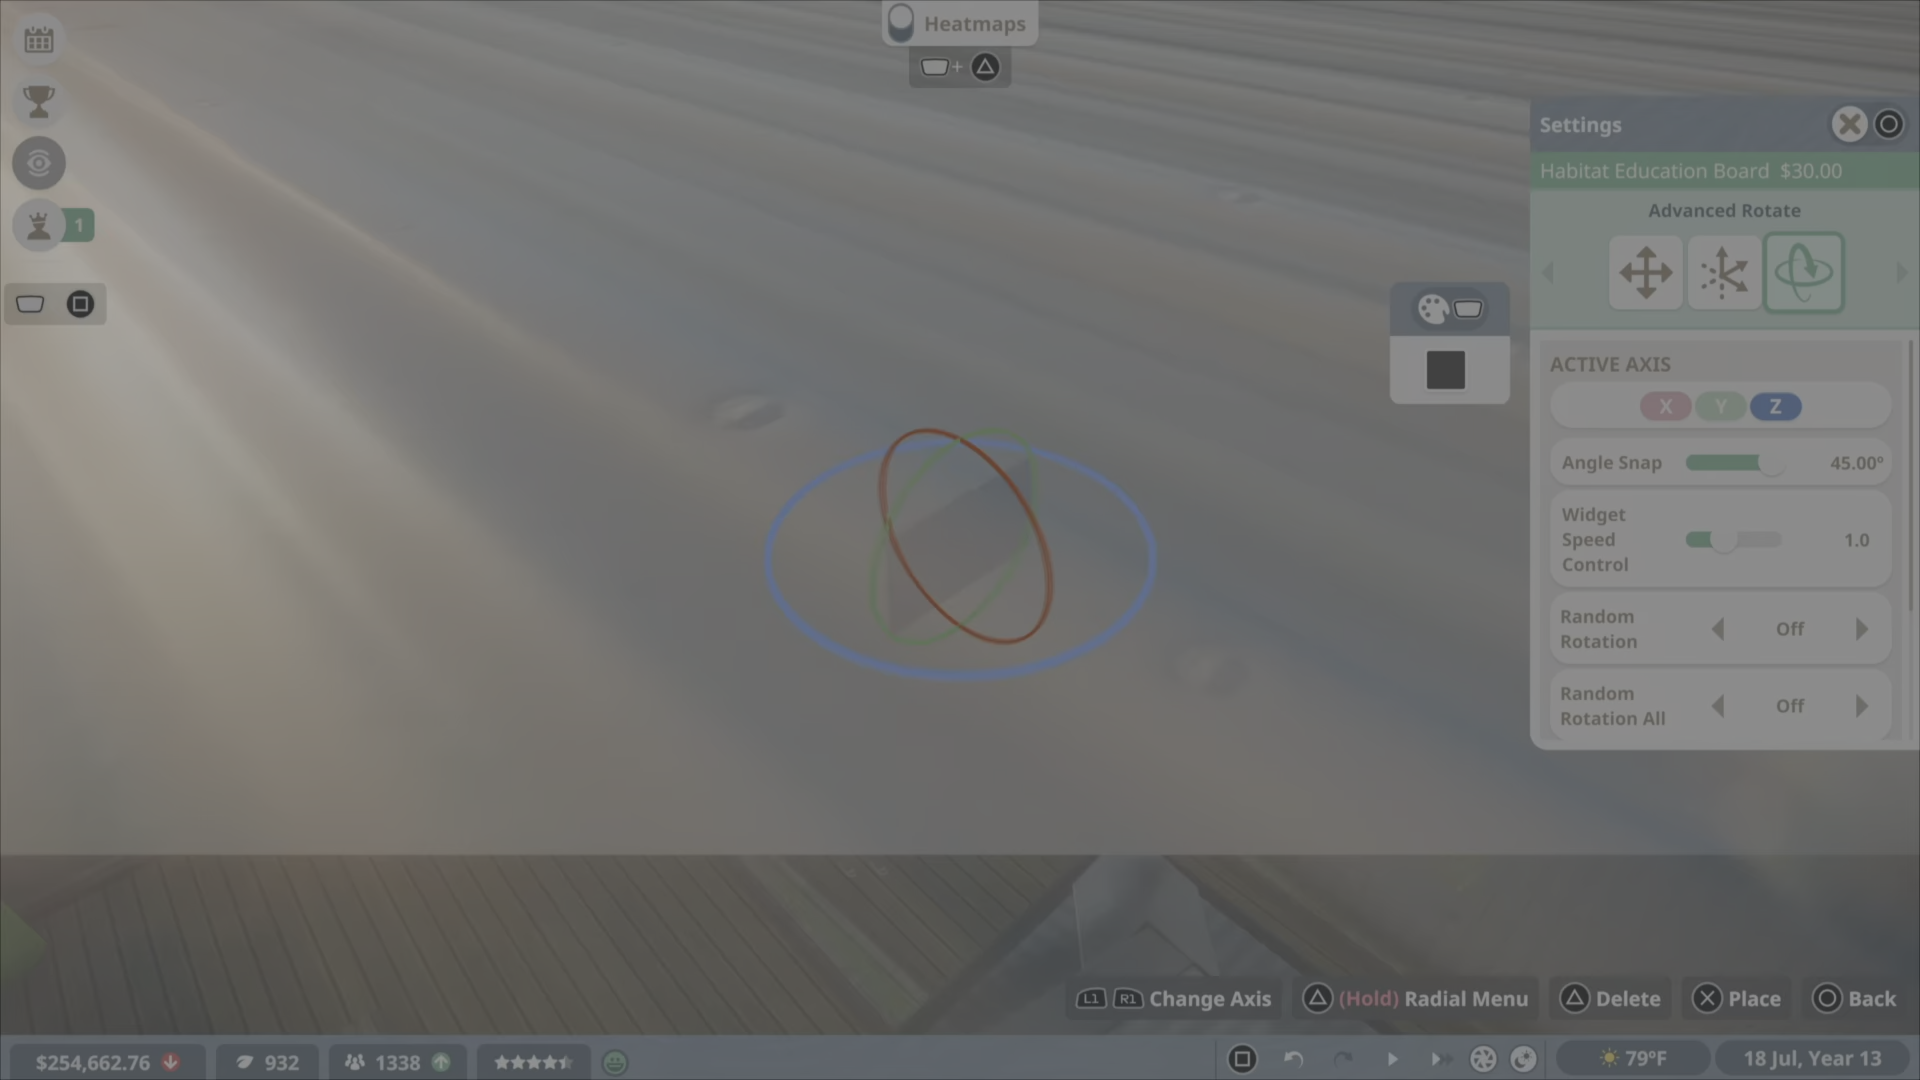 Heatmaps
+
1
Settings
Habitat Education Board $30.00
Advanced Rotate
ACTIVE AXIS
X Y Z
Angle Snap 45.00°
Widget
Speed
Control
1.0
Random
Rotation
Off
Random
Rotation All
Off
L1 R1 Change Axis
(Hold) Radial Menu
Delete
Place
Back
$254,662.76
932
1338
79°F
18 Jul, Year 13